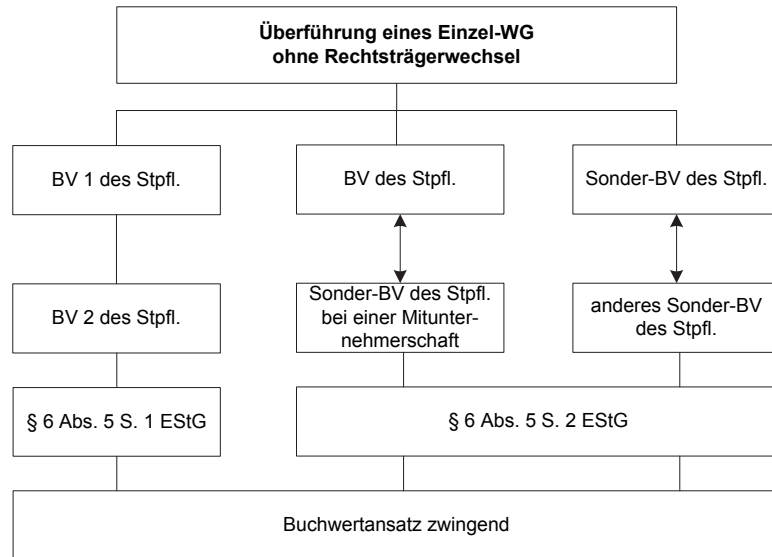 Überführung eines Einzel-WG
ohne Rechtsträgerwechsel
BV 1 des Stpfl.
BV des Stpfl.
Sonder-BV des Stpfl.
BV 2 des Stpfl.
Sonder-BV des Stpfl.
bei einer Mitunter-
nehmerschaft
anderes Sonder-BV
des Stpfl.
§ 6 Abs. 5 S. 1 EStG
§ 6 Abs. 5 S. 2 EStG
Buchwertansatz zwingend